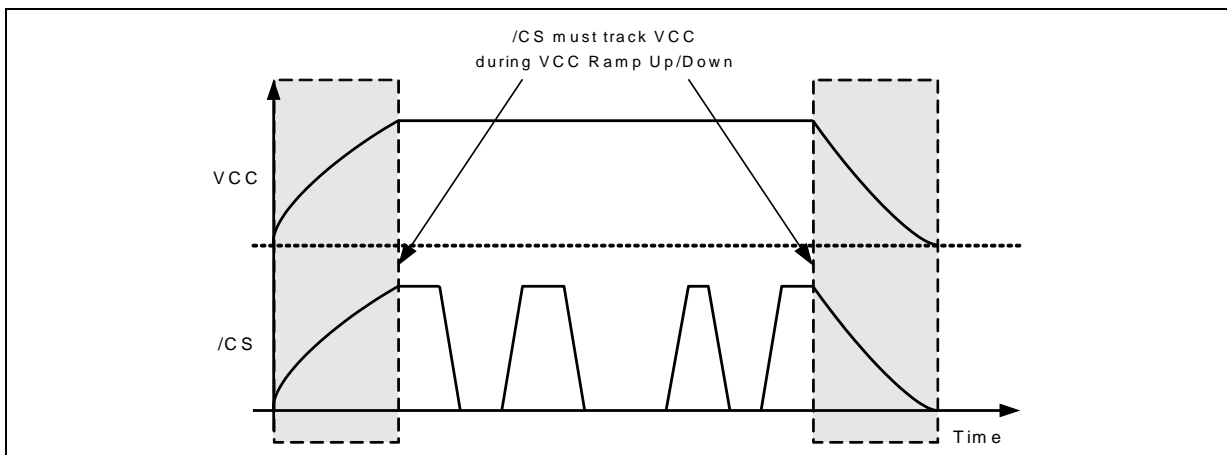 /CS must track VCC
during VCC Ramp Up/Down
VCC
/CS
Time